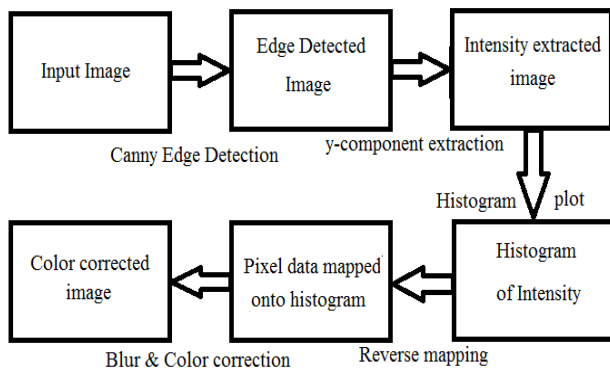 Input Image
Edge Detected
Image
Intensity extracted
image
Canny Edge Detection
y-component extraction
Histogram plot
Histogram
of Intensity
Pixel data mapped
onto histogram
Color corrected
image
Reverse mapping
Blur & Color correction